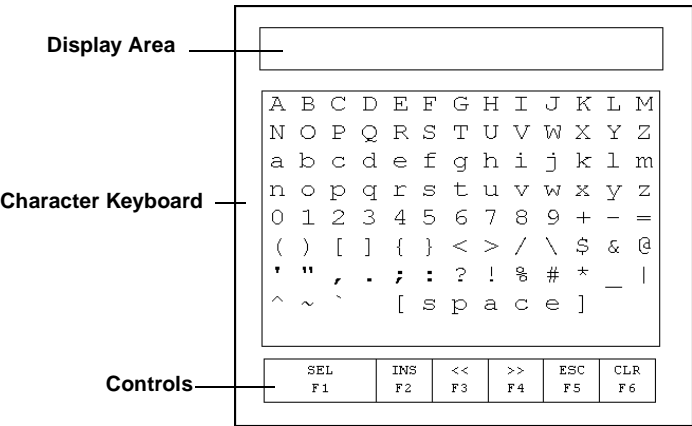 Display Area
A B C D E F G H I J K L M
N O P Q R S T U V W X Y Z
a b c d e f g h i j k l m
n o p q r s t u v w x y z
Character Keyboard
0 1 2 3 4 5 6 7 8 9 + - =
( ) [ ] { } < > / \ $ & @
' " , . ; : ? ! % # * _ |
^ ~ ` [ s p a c e ]
Controls
SEL INS << >> ESC CLR
F1 F2 F3 F4 F5 F6